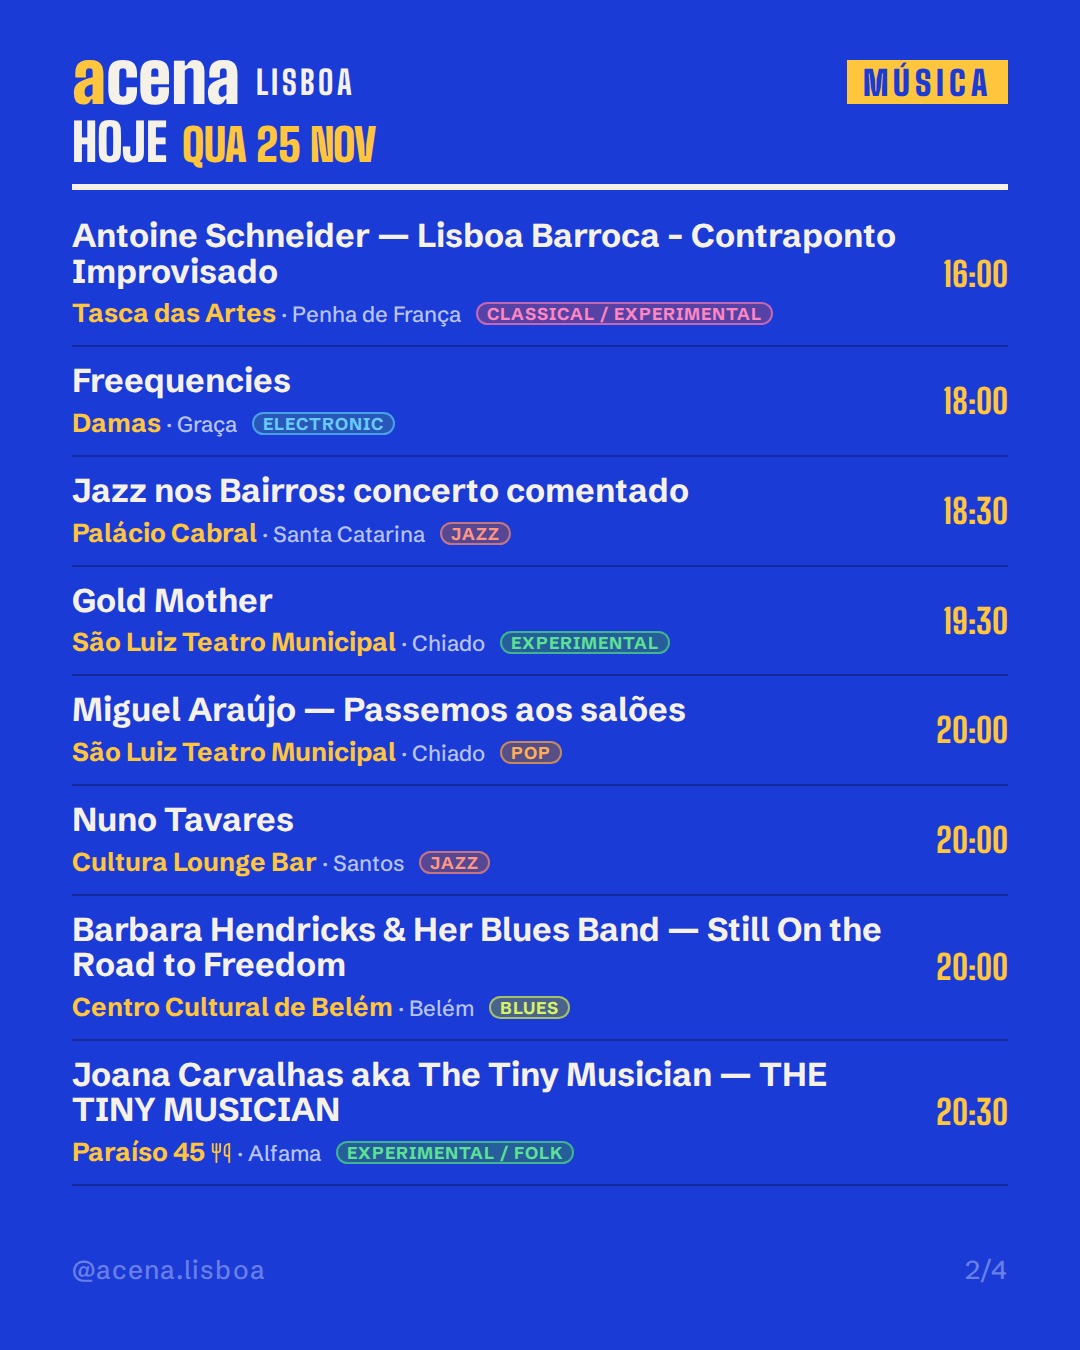 acena LISBOA
MÚSICA
HOJE QUA 25 NOV
Antoine Schneider — Lisboa Barroca - Contraponto
Improvisado
16:00
Tasca das Artes · Penha de França CLASSICAL / EXPERIMENTAL
Freequencies
18:00
Damas · Graça ELECTRONIC
Jazz nos Bairros: concerto comentado
18:30
Palácio Cabral · Santa Catarina JAZZ
Gold Mother
19:30
São Luiz Teatro Municipal · Chiado EXPERIMENTAL
Miguel Araújo — Passemos aos salões
20:00
São Luiz Teatro Municipal · Chiado POP
Nuno Tavares
20:00
Cultura Lounge Bar · Santos JAZZ
Barbara Hendricks & Her Blues Band — Still On the
Road to Freedom
20:00
Centro Cultural de Belém · Belém BLUES
Joana Carvalhas aka The Tiny Musician — THE
TINY MUSICIAN
20:30
Paraíso 45 · Alfama EXPERIMENTAL / FOLK
@acena.lisboa
2/4